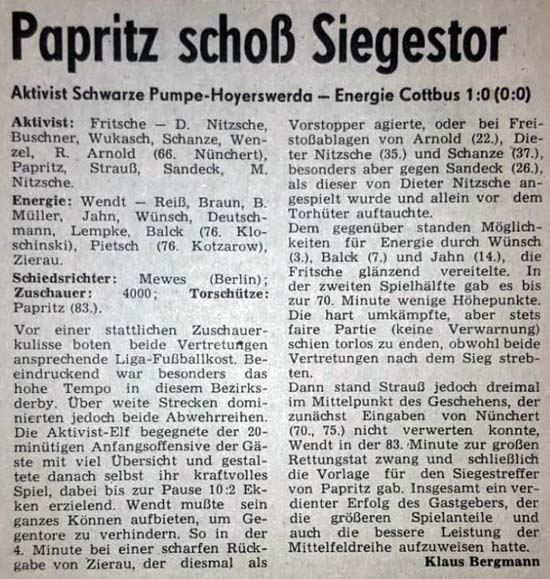 Papritz schoß Siegestor
Aktivist Schwarze Pumpe-Hoyerswerda – Energie Cottbus 1:0 (0:0)
Aktivist: Fritsche – D. Nitzsche,
Buschner, Wukasch, Schanze, Wen-
zel, R. Arnold (66. Nünchert),
Papritz, Strauß, Sandeck, M.
Nitzsche.
Energie: Wendt – Reiß, Braun, B.
Müller, Jahn, Wünsch, Deutsch-
mann, Lempke, Balck (76. Klo-
schinski), Pietsch (76. Kotzarow),
Zierau.
Schiedsrichter: Mewes (Berlin);
Zuschauer: 4000; Torschütze:
Papritz (83.).
Vor einer stattlichen Zuschauer-
kulisse boten beide Vertretungen
ansprechende Liga-Fußballkost. Be-
eindruckend war besonders das
hohe Tempo in diesem Bezirks-
derby. Über weite Strecken domi-
nierten jedoch beide Abwehrreihen.
Die Aktivist-Elf begegnete der 20-
minütigen Anfangsoffensive der Gä-
ste mit viel Übersicht und gestal-
tete danach selbst ihr kraftvolles
Spiel, dabei bis zur Pause 10:2 Ek-
ken erzielend. Wendt mußte sein
ganzes Können aufbieten, um Ge-
gentore zu verhindern. So in der
4. Minute bei einer scharfen Rück-
gabe von Zierau, der diesmal als
Vorstopper agierte, oder bei Frei-
stoßablagen von Arnold (22.), Die-
ter Nitzsche (35.) und Schanze (37.),
besonders aber gegen Sandeck (26.),
als dieser von Dieter Nitzsche an-
gespielt wurde und allein vor dem
Torhüter auftauchte.
Dem gegenüber standen Möglich-
keiten für Energie durch Wünsch
(3.), Balck (7.) und Jahn (14.), die
Fritsche glänzend vereitelte. In
der zweiten Spielhälfte gab es bis
zur 70. Minute wenige Höhepunkte.
Die hart umkämpfte, aber stets
faire Partie (keine Verwarnung)
schien torlos zu enden, obwohl beide
Vertretungen nach dem Sieg streb-
ten.
Dann stand Strauß jedoch dreimal
im Mittelpunkt des Geschehens, der
zunächst Eingaben von Nünchert
(70., 75.) nicht verwerten konnte,
Wendt in der 83. Minute zur großen
Rettungstat zwang und schließlich
die Vorlage für den Siegestreffer
von Papritz gab. Insgesamt ein ver-
dienter Erfolg des Gastgebers, der
die größeren Spielanteile und
auch die bessere Leistung der
Mittelfeldreihe aufzuweisen hatte.
Klaus Bergmann